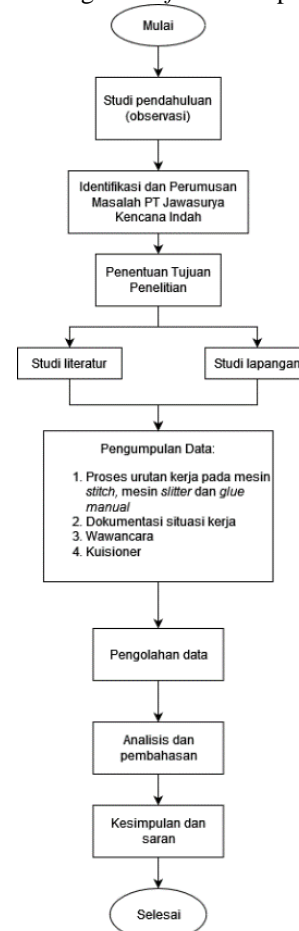 Mulai
Studi pendahuluan
(observasi)
Identifikasi dan Perumusan
Masalah PT Jawasurya
Kencana Indah
Penentuan Tujuan
Penelitian
Studi literatur
Studi lapangan
Pengumpulan Data:
1. Proses urutan kerja pada mesin
stitch, mesin slitter dan glue
manual
2. Dokumentasi situasi kerja
3. Wawancara
4. Kuisioner
Pengolahan data
Analisis dan
pembahasan
Kesimpulan dan
saran
Selesai